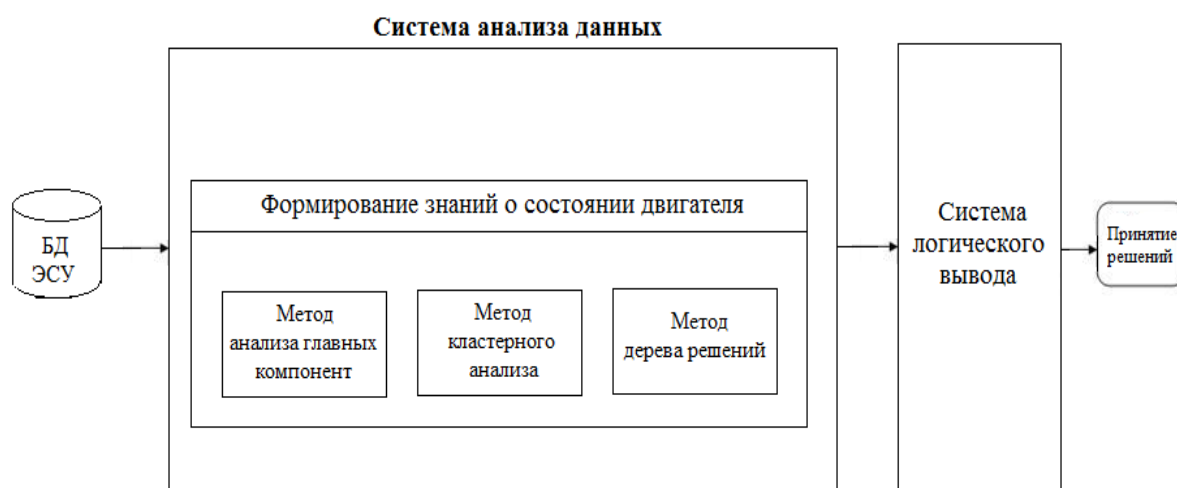 Система анализа данных
БД
ЭСУ
Формирование знаний о состоянии двигателя
Метод
анализа главных
компонент
Метод
кластерного
анализа
Метод
дерева решений
Система
логического
вывода
Принятие
решений